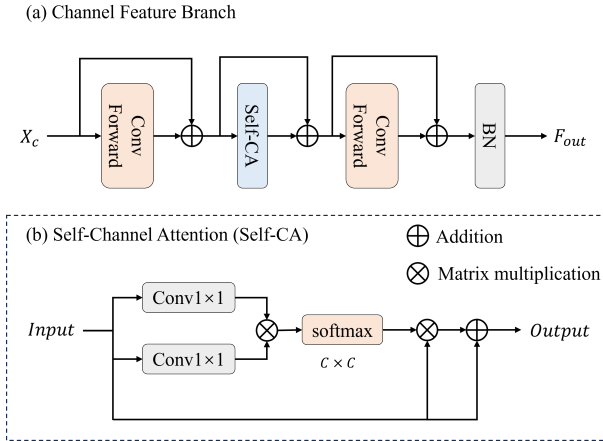 (a) Channel Feature Branch
X_c
Conv
Forward
Self-CA
Conv
Forward
BN
F_out
(b) Self-Channel Attention (Self-CA)
Addition
Matrix multiplication
Input
Conv1×1
Conv1×1
softmax
C × C
Output